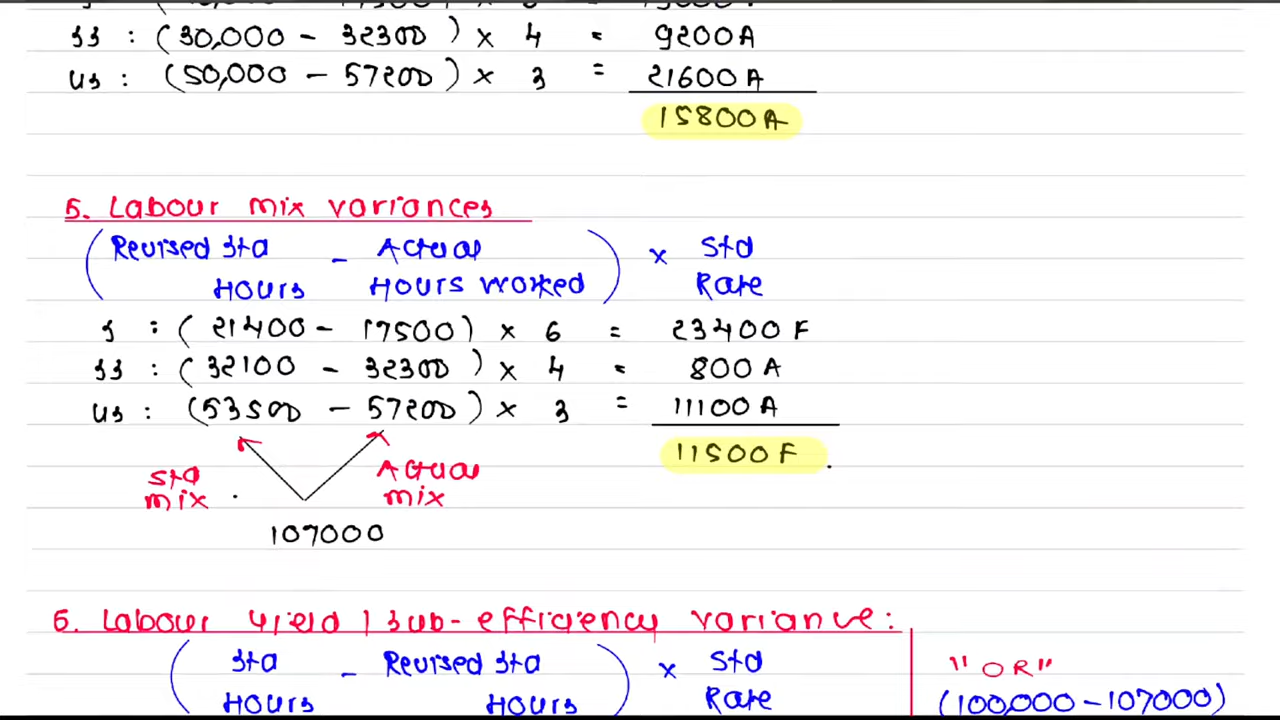 ss : (30,000 - 32300) × 4 = 9200 A
us : (50,000 - 57200) × 3 = 21600 A
15800 A
5. Labour mix variances
(Revised Std Hours - Actual Hours worked) × Std Rate
s : (21400 - 17500) × 6 = 23400 F
ss : (32100 - 32300) × 4 = 800 A
us : (53500 - 57200) × 3 = 11100 A
11500 F
Std mix Actual mix
107000
6. Labour yield / sub-efficiency variance:
(Std Hours - Revised Std Hours) × Std Rate
"OR"
(100,000 - 107000)